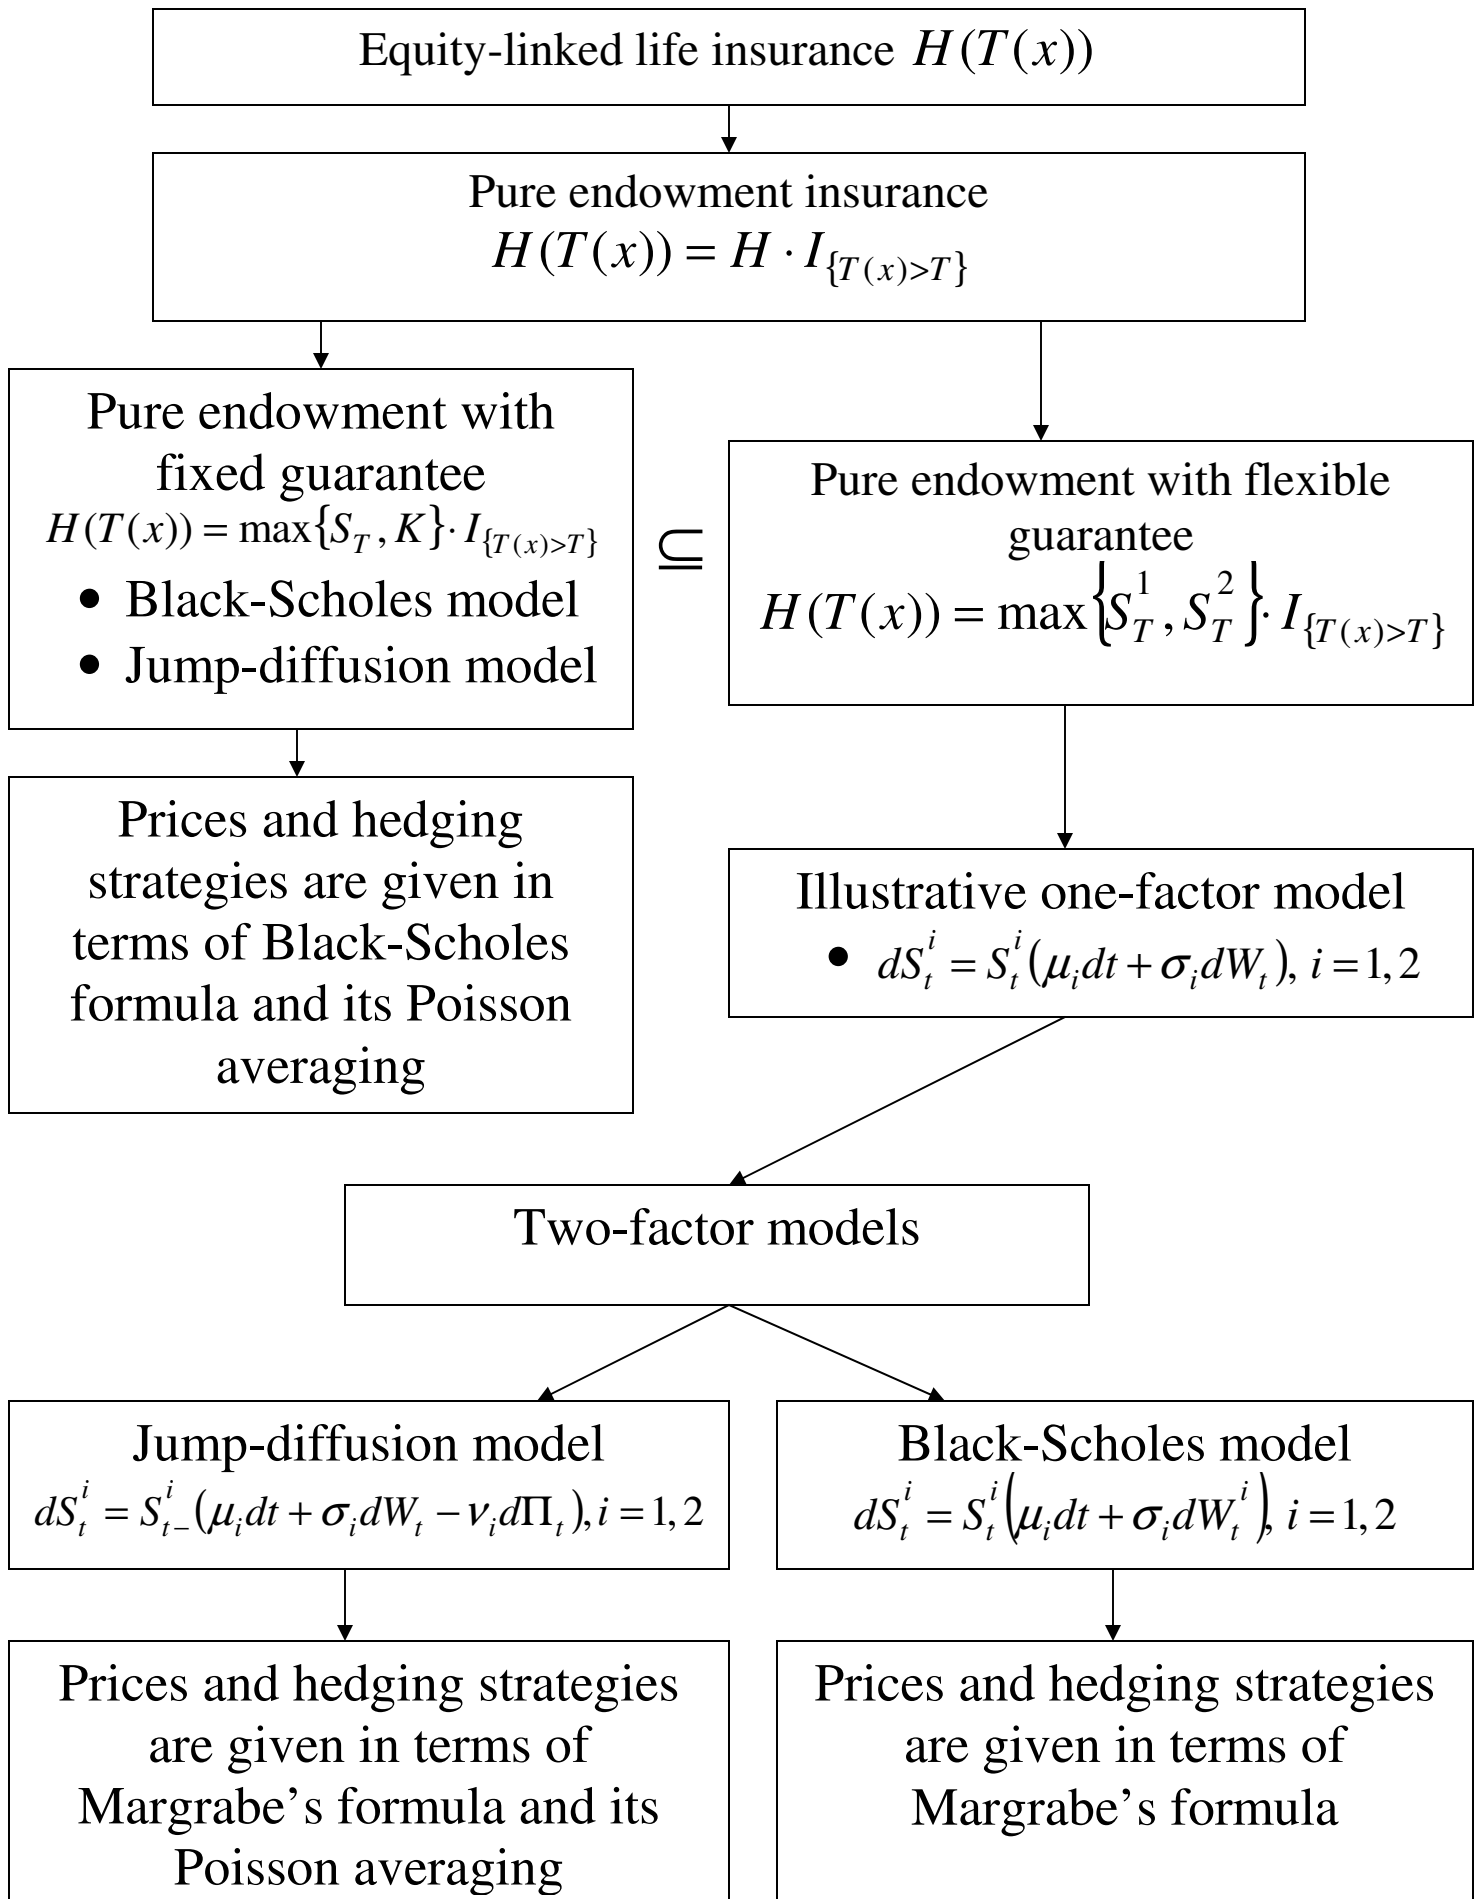 Equity-linked life insurance H(T(x))
Pure endowment insurance
H(T(x)) = H · I_{T(x)>T}
Pure endowment with
fixed guarantee
H(T(x)) = max{S_T, K} · I_{T(x)>T}
• Black-Scholes model
• Jump-diffusion model
⊆
Pure endowment with flexible
guarantee
H(T(x)) = max{S_T^1, S_T^2} · I_{T(x)>T}
Prices and hedging
strategies are given in
terms of Black-Scholes
formula and its Poisson
averaging
Illustrative one-factor model
• dS_t^i = S_t^i(μ_i dt + σ_i dW_t), i = 1, 2
Two-factor models
Jump-diffusion model
dS_t^i = S_{t-}^i(μ_i dt + σ_i dW_t − ν_i dΠ_t), i = 1, 2
Black-Scholes model
dS_t^i = S_t^i(μ_i dt + σ_i dW_t^i), i = 1, 2
Prices and hedging strategies
are given in terms of
Margrabe’s formula and its
Poisson averaging
Prices and hedging strategies
are given in terms of
Margrabe’s formula